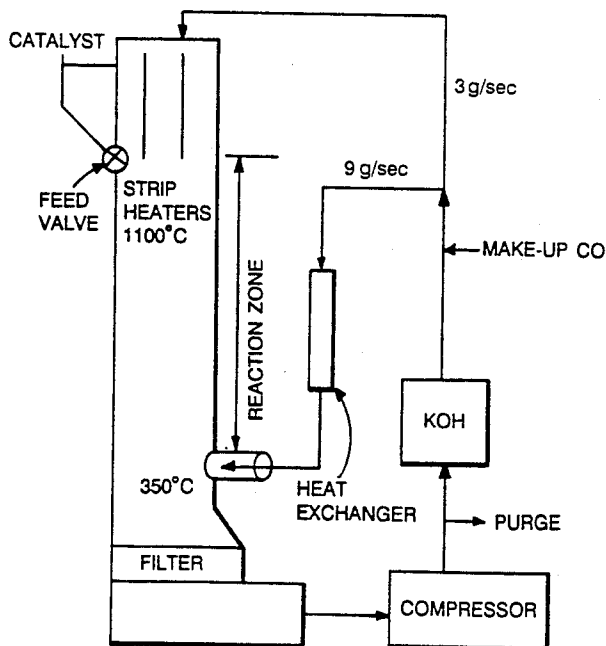 CATALYST
3 g/sec
9 g/sec
FEED
VALVE
STRIP
HEATERS
1100°C
MAKE-UP CO
REACTION ZONE
KOH
350°C
HEAT
EXCHANGER
PURGE
FILTER
COMPRESSOR